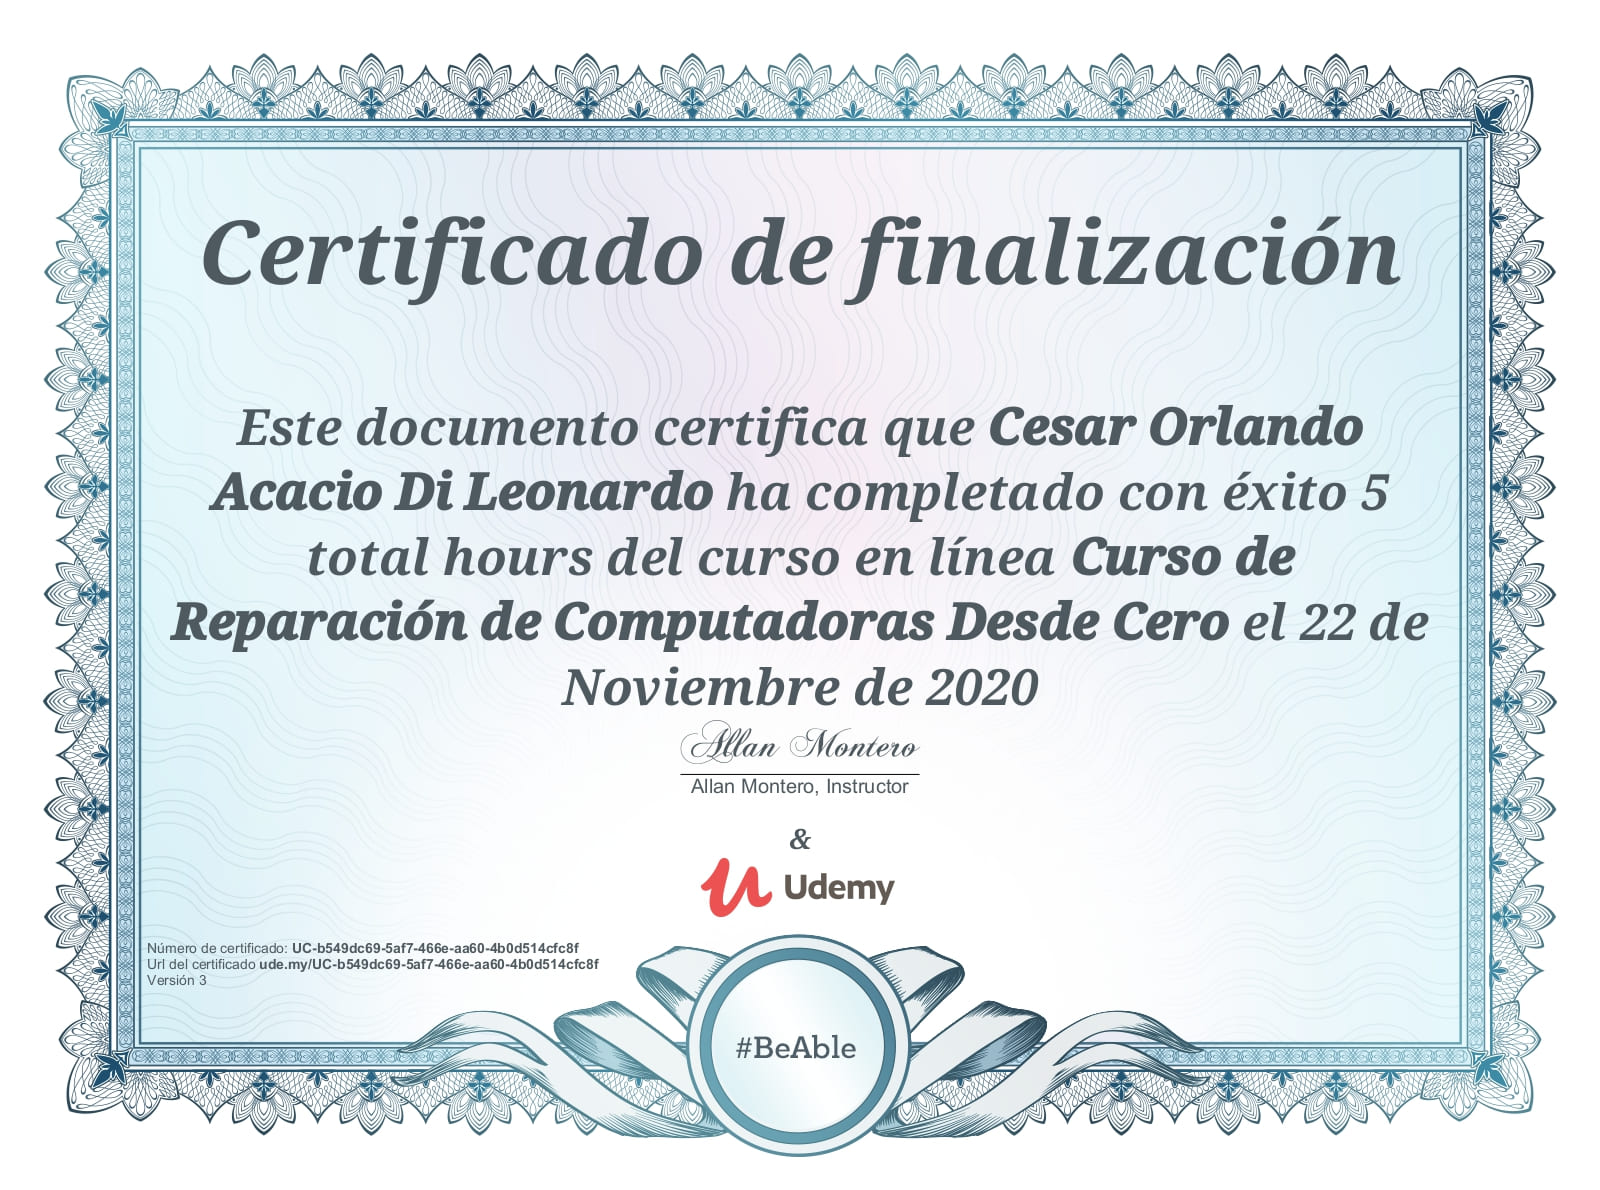 Certificado de finalización
Este documento certifica que Cesar Orlando
Acacio Di Leonardo ha completado con éxito 5
total hours del curso en línea Curso de
Reparación de Computadoras Desde Cero el 22 de
Noviembre de 2020
Allan Montero
Allan Montero, Instructor
&
Udemy
Número de certificado: UC-b549dc69-5af7-466e-aa60-4b0d514cfc8f
Url del certificado ude.my/UC-b549dc69-5af7-466e-aa60-4b0d514cfc8f
Versión 3
#BeAble